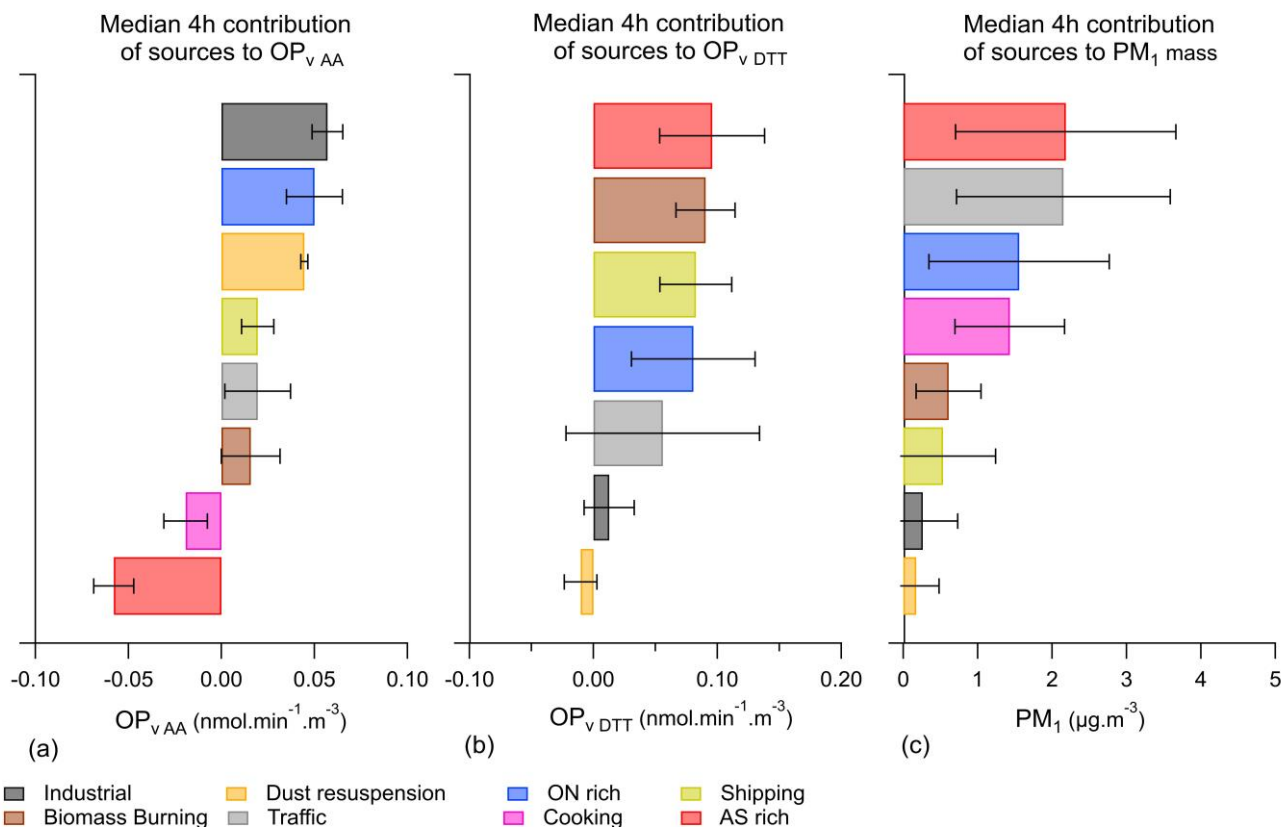 Median 4h contribution
of sources to OPv AA
Median 4h contribution
of sources to OPv DTT
Median 4h contribution
of sources to PM1 mass
-0.10 -0.05 0.00 0.05 0.10
OPv AA (nmol.min-1.m-3)
(a)
-0.10 0.00 0.10 0.20
OPv DTT (nmol.min-1.m-3)
(b)
0 1 2 3 4 5
PM1 (µg.m-3)
(c)
Industrial Dust resuspension ON rich Shipping
Biomass Burning Traffic Cooking AS rich